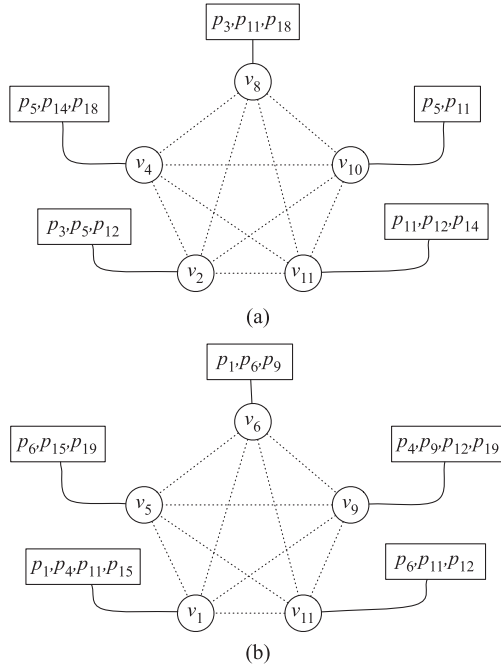 p3,p11,p18
v8
p5,p14,p18
p5,p11
v4
v10
p3,p5,p12
p11,p12,p14
v2
v11
(a)
p1,p6,p9
v6
p6,p15,p19
p4,p9,p12,p19
v5
v9
p1,p4,p11,p15
p6,p11,p12
v1
v11
(b)